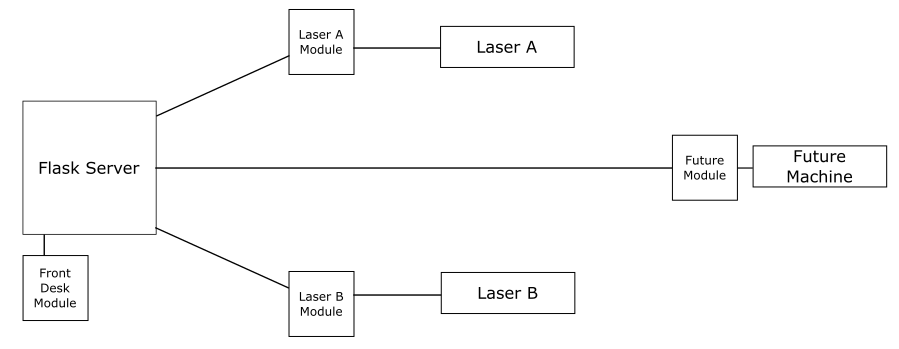 Laser A
Module
Laser A
Flask Server
Future
Module
Future
Machine
Front
Desk
Module
Laser B
Module
Laser B